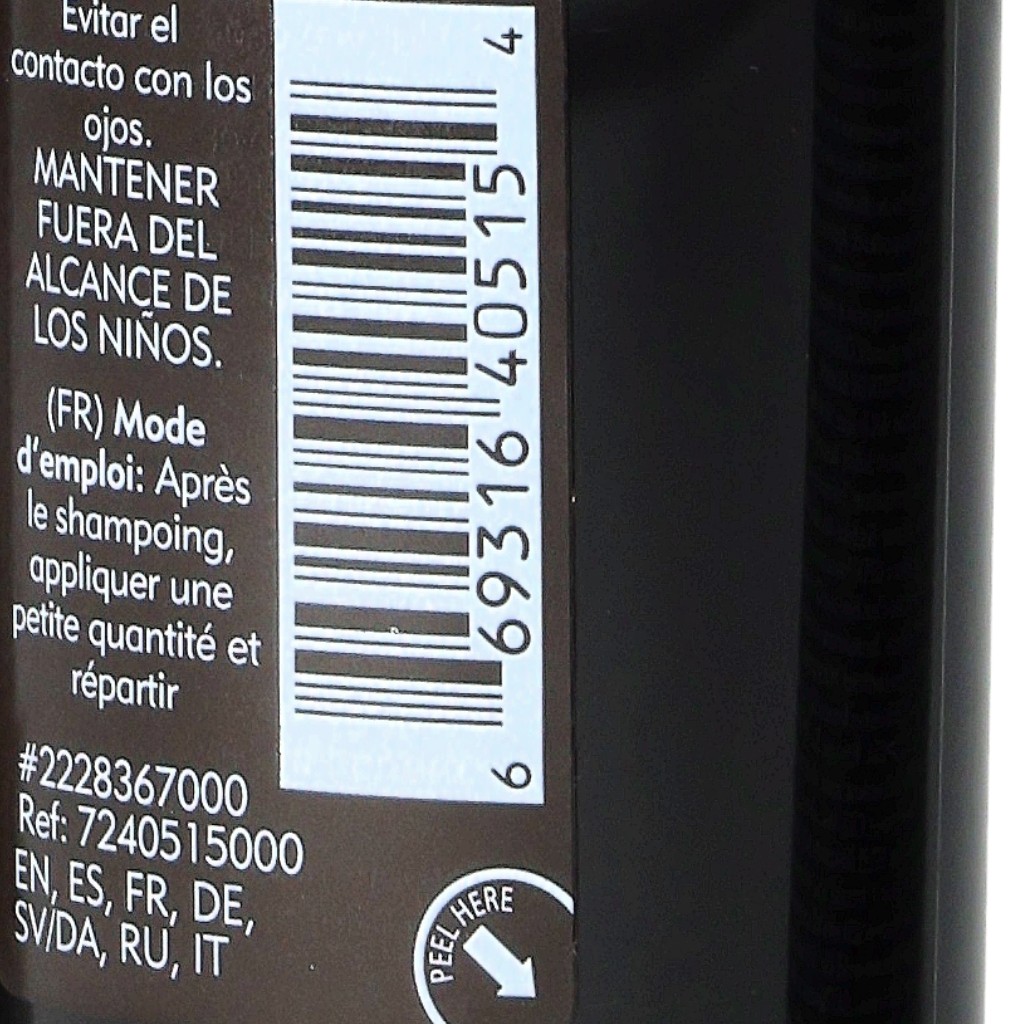 Evitar el
contacto con los
ojos.
MANTENER
FUERA DEL
ALCANCE DE
LOS NIÑOS.
(FR) Mode
d'emploi: Après
le shampoing,
appliquer une
petite quantité et
répartir
#2228367000
Ref: 7240515000
EN, ES, FR, DE,
SV/DA, RU, IT
6 69316 40515 4
PEEL HERE